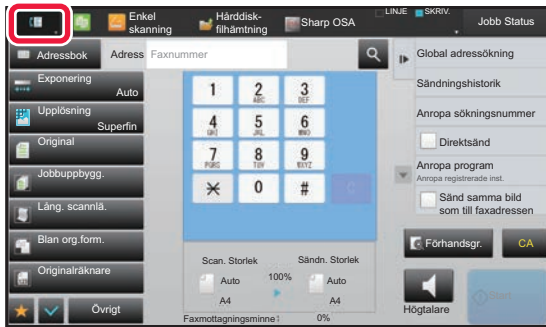 Enkel skanning
Hårddisk-filhämtning
Sharp OSA
LINJE
SKRIV.
Jobb Status
Adressbok
Adress
Faxnummer
Exponering
Auto
Upplösning
Superfin
Original
Jobbuppbygg.
Lång. scannlä.
Blan org.form.
Originalräknare
Övrigt
1
2
ABC
3
DEF
4
GHI
5
JKL
6
MNO
7
PQRS
8
TUV
9
WXYZ
0
#
C
Scan. Storlek
Sändn. Storlek
Auto
100%
Auto
A4
A4
Faxmottagningsminne:
0%
Global adressökning
Sändningshistorik
Anropa sökningsnummer
Direktsänd
Anropa program
Anropa registrerade inst.
Sänd samma bild
som till faxadressen
Förhandsgr.
CA
Högtalare
Start